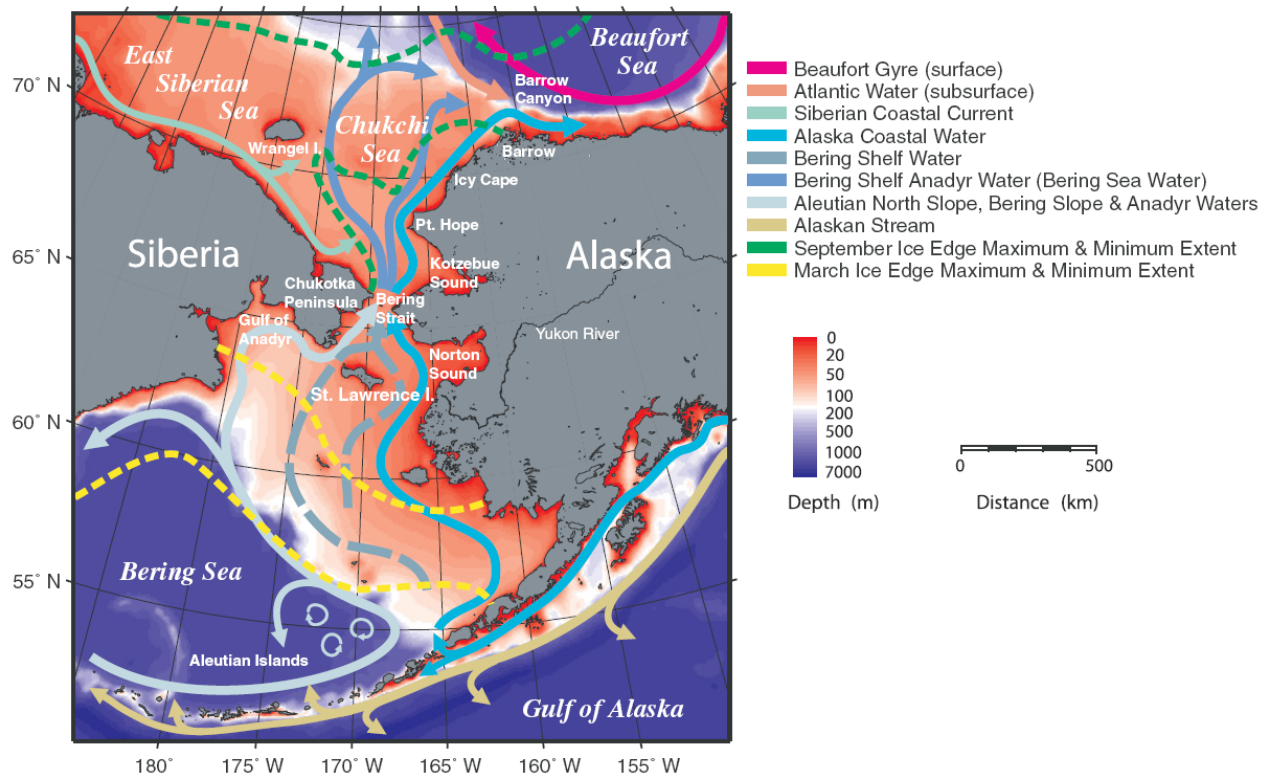 East
Siberian
Sea
Beaufort
Sea
Barrow
Canyon
Chukchi
Sea
Wrangel I.
Barrow
Icy Cape
Pt. Hope
Siberia
Alaska
Kotzebue
Sound
Chukotka
Peninsula
Bering
Strait
Gulf of
Anadyr
Yukon River
Norton
Sound
St. Lawrence I.
Bering Sea
Aleutian Islands
Gulf of Alaska
70° N
65° N
60° N
55° N
180°
175° W
170° W
165° W
160° W
155° W
Beaufort Gyre (surface)
Atlantic Water (subsurface)
Siberian Coastal Current
Alaska Coastal Water
Bering Shelf Water
Bering Shelf Anadyr Water (Bering Sea Water)
Aleutian North Slope, Bering Slope & Anadyr Waters
Alaskan Stream
September Ice Edge Maximum & Minimum Extent
March Ice Edge Maximum & Minimum Extent
0
20
50
100
200
500
1000
7000
Depth (m)
0 500
Distance (km)